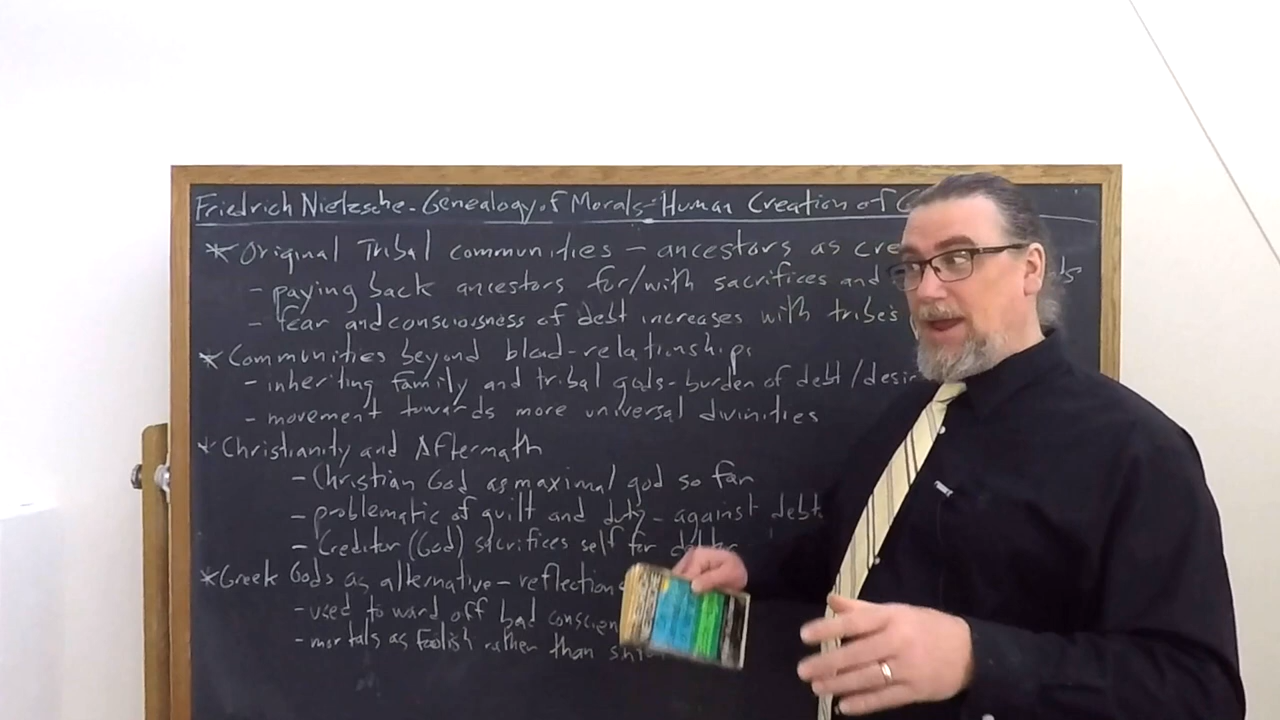 Friedrich Nietzsche - Genealogy of Morals - Human Creation of G
* Original Tribal communities - ancestors as cre
- paying back ancestors for/with sacrifices and
- fear and consciousness of debt increases with tribe's
* Communities beyond blood-relationships
- inheriting family and tribal gods - burden of debt/desir
- movement towards more universal divinities
* Christianity and Aftermath
- Christian God as maximal god so far
- problematic of guilt and duty - against debt
- Creditor (God) sacrifices self for debtor
* Greek Gods as alternative - reflection
- used to ward off bad conscien
- mortals as foolish rather than